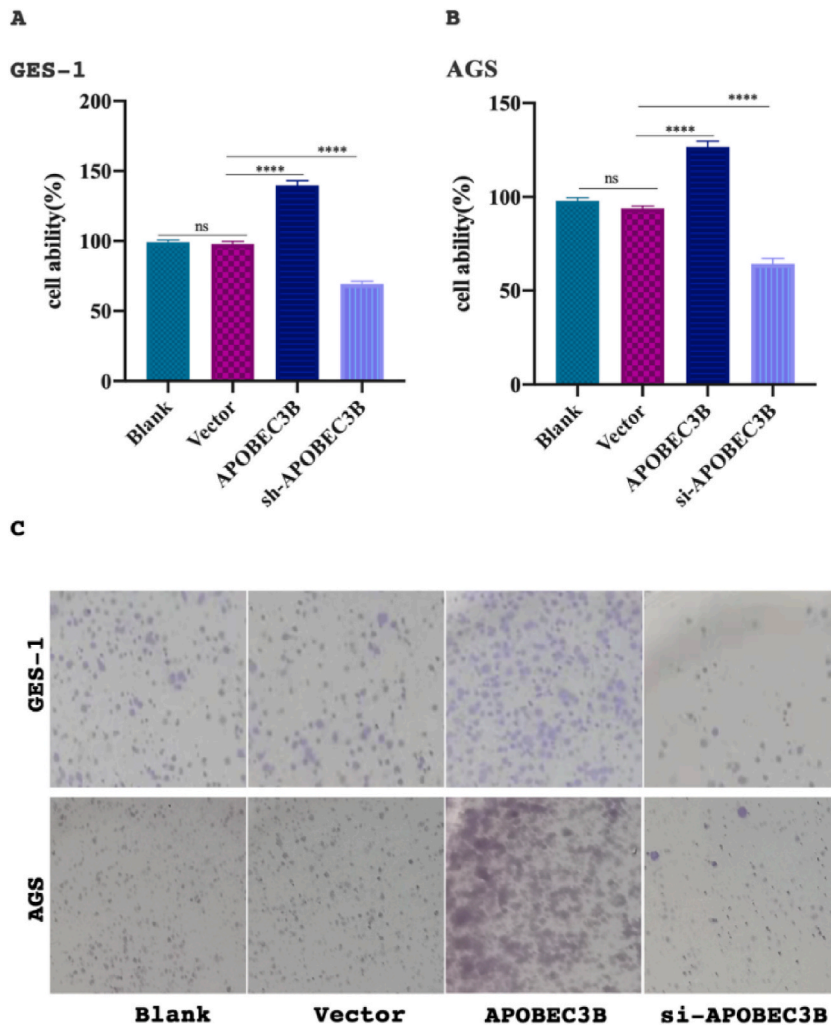 A
GES-1
cell ability(%)
200
150
100
50
0
ns
****
****
Blank
Vector
APOBEC3B
sh-APOBEC3B
B
AGS
cell ability(%)
150
100
50
0
ns
****
****
Blank
Vector
APOBEC3B
si-APOBEC3B
C
GES-1
AGS
Blank Vector APOBEC3B si-APOBEC3B